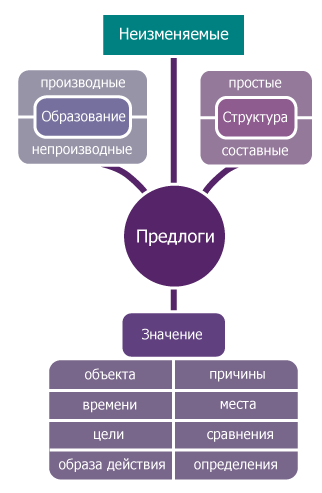 Неизменяемые
производные
Образование
непроизводные
простые
Структура
составные
Предлоги
Значение
объекта
причины
времени
места
цели
сравнения
образа действия
определения